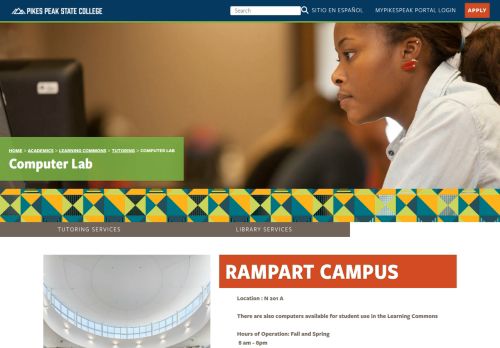 PIKES PEAK STATE COLLEGE
Search
SITIO EN ESPAÑOL
MYPIKESPEAK PORTAL LOGIN
APPLY
HOME > ACADEMICS > LEARNING COMMONS > TUTORING > COMPUTER LAB
Computer Lab
TUTORING SERVICES
LIBRARY SERVICES
RAMPART CAMPUS
Location : N 201 A
There are also computers available for student use in the Learning Commons
Hours of Operation: Fall and Spring
8 am - 6pm